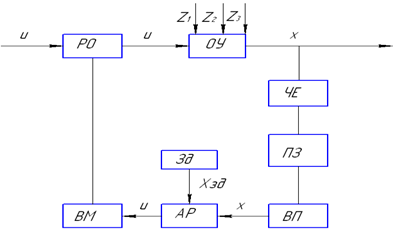 Z1 Z2 Z3
и и х
РО ОУ
ЧЕ
ПЗ
Зд
Хзд
и х
ВМ АР ВП